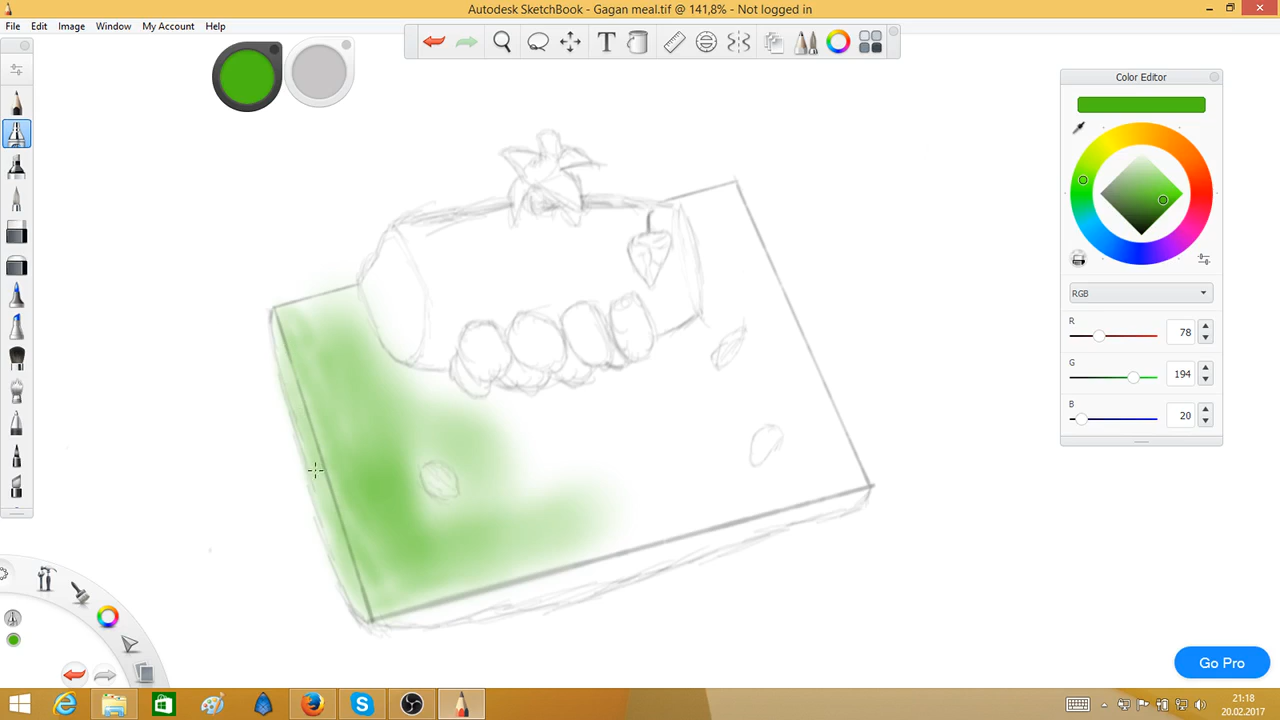 Autodesk SketchBook - Gagan meal.tif @ 141,8% - Not logged in
File Edit Image Window My Account Help
Color Editor
RGB
R
78
G
194
B
20
Go Pro
21:18
20.02.2017